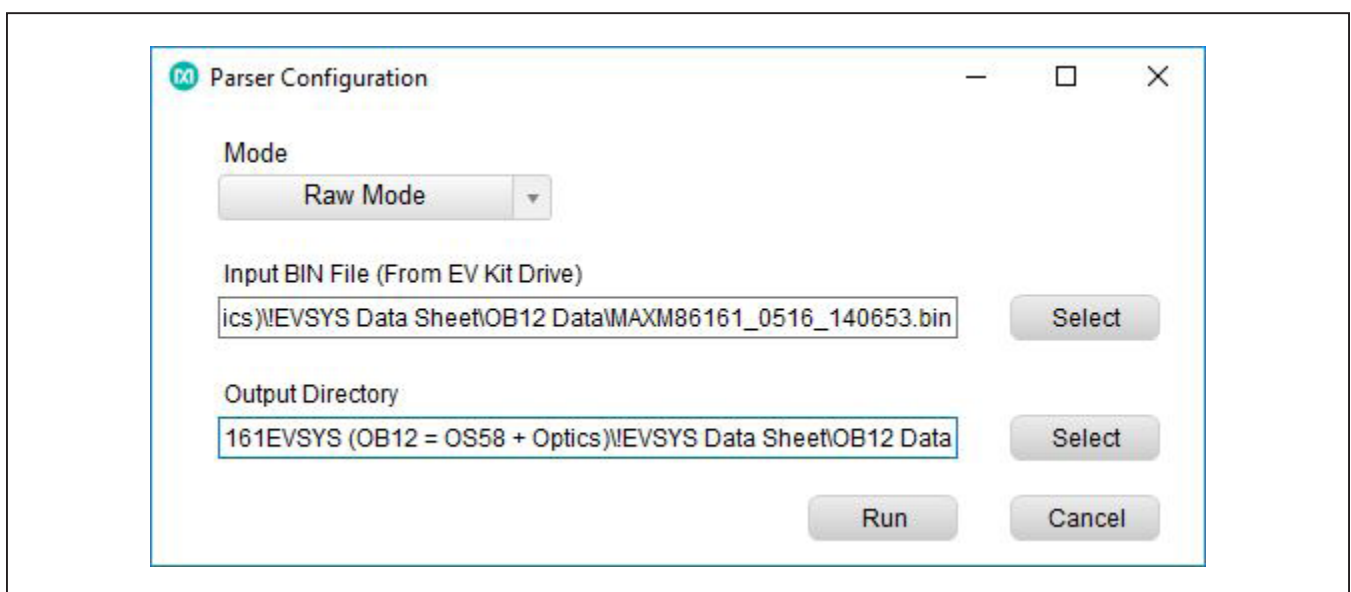 Parser Configuration
Mode
Raw Mode
Input BIN File (From EV Kit Drive)
ics)\!EVSYS Data Sheet\OB12 Data\MAXM86161_0516_140653.bin
Select
Output Directory
161EVSYS (OB12 = OS58 + Optics)\!EVSYS Data Sheet\OB12 Data
Select
Run
Cancel